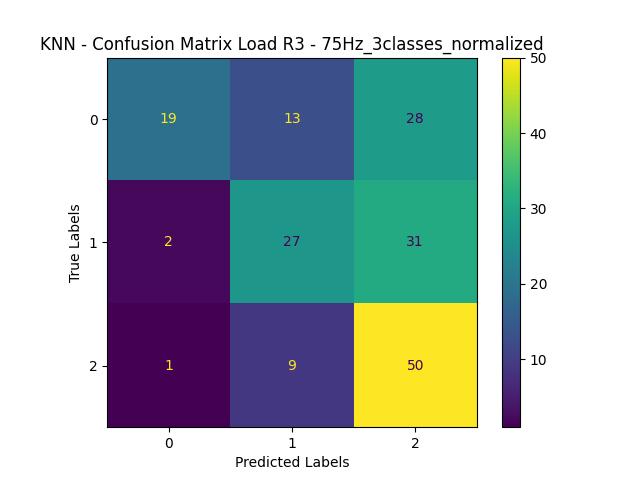 KNN - Confusion Matrix Load R3 - 75Hz_3classes_normalized
50
0 19 13 28
40
30
1 2 27 31
True Labels
20
10
2 1 9 50
0 1 2
Predicted Labels